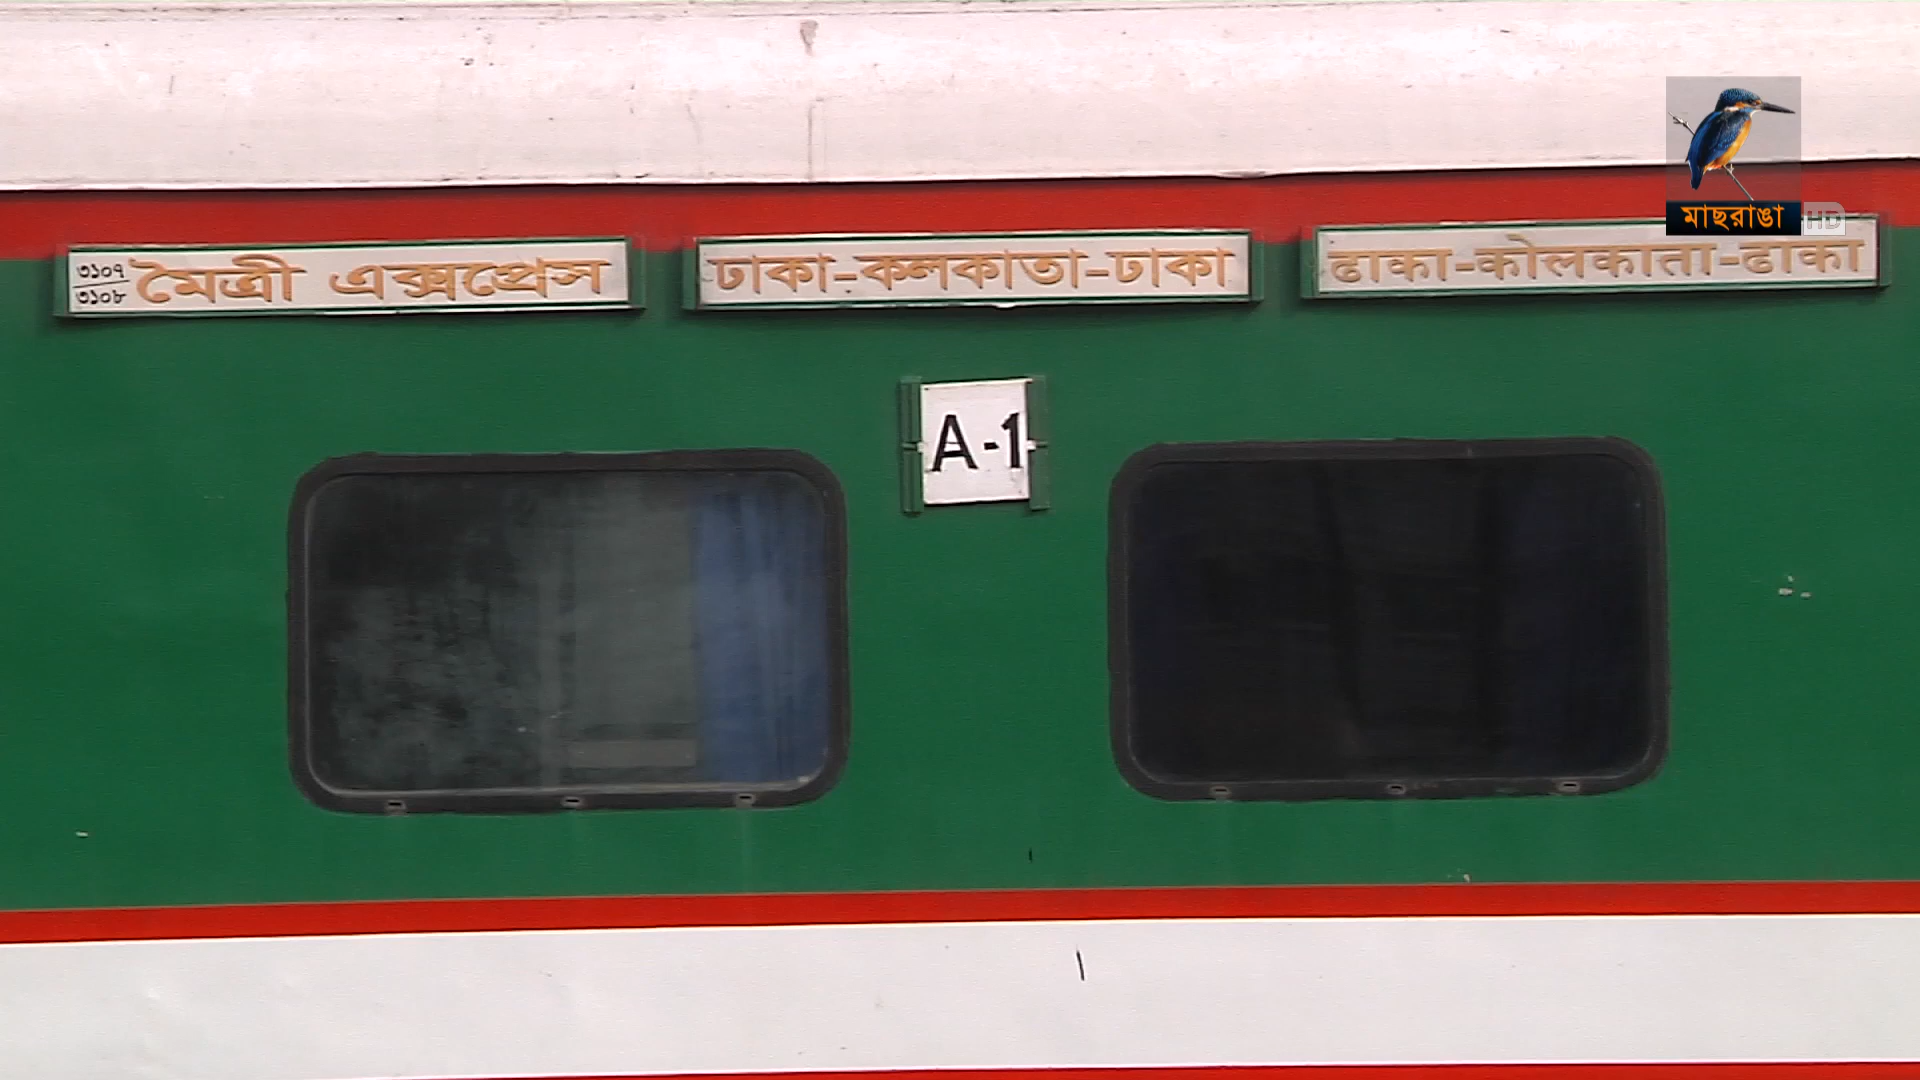 ৩১০৭
৩১০৮
মৈত্রী এক্সপ্রেস
ঢাকা-কলকাতা-ঢাকা
ঢাকা-কোলকাতা-ঢাকা
A-1
মাছরাঙা HD